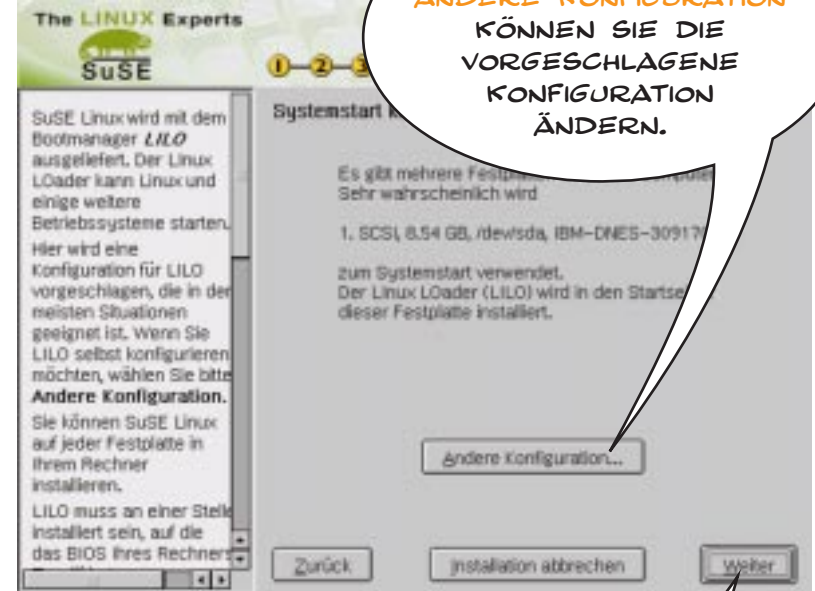 The LINUX Experts
SuSE
1 2 3
ANDERE KONFIGURATION
KÖNNEN SIE DIE
VORGESCHLAGENE
KONFIGURATION
ÄNDERN.
SuSE Linux wird mit dem
Bootmanager LILO
ausgeliefert. Der Linux
LOader kann Linux und
einige weitere
Betriebssysteme starten.
Hier wird eine
Konfiguration für LILO
vorgeschlagen, die in den
meisten Situationen
geeignet ist. Wenn Sie
LILO selbst konfigurieren
möchten, wählen Sie bitte
Andere Konfiguration.
Sie können SuSE Linux
auf jeder Festplatte in
Ihrem Rechner
installieren.
LILO muss an einer Stelle
installiert sein, auf die
das BIOS Ihres Rechners
Systemstart
Es gibt mehrere
Sehr wahrscheinlich wird
1. SCSI, 8.54 GB, /dev/sda, IBM-DNES-30917
zum Systemstart verwendet.
Der Linux LOader (LILO) wird in den
dieser Festplatte installiert.
Andere Konfiguration...
Zurück
Installation abbrechen
Weiter